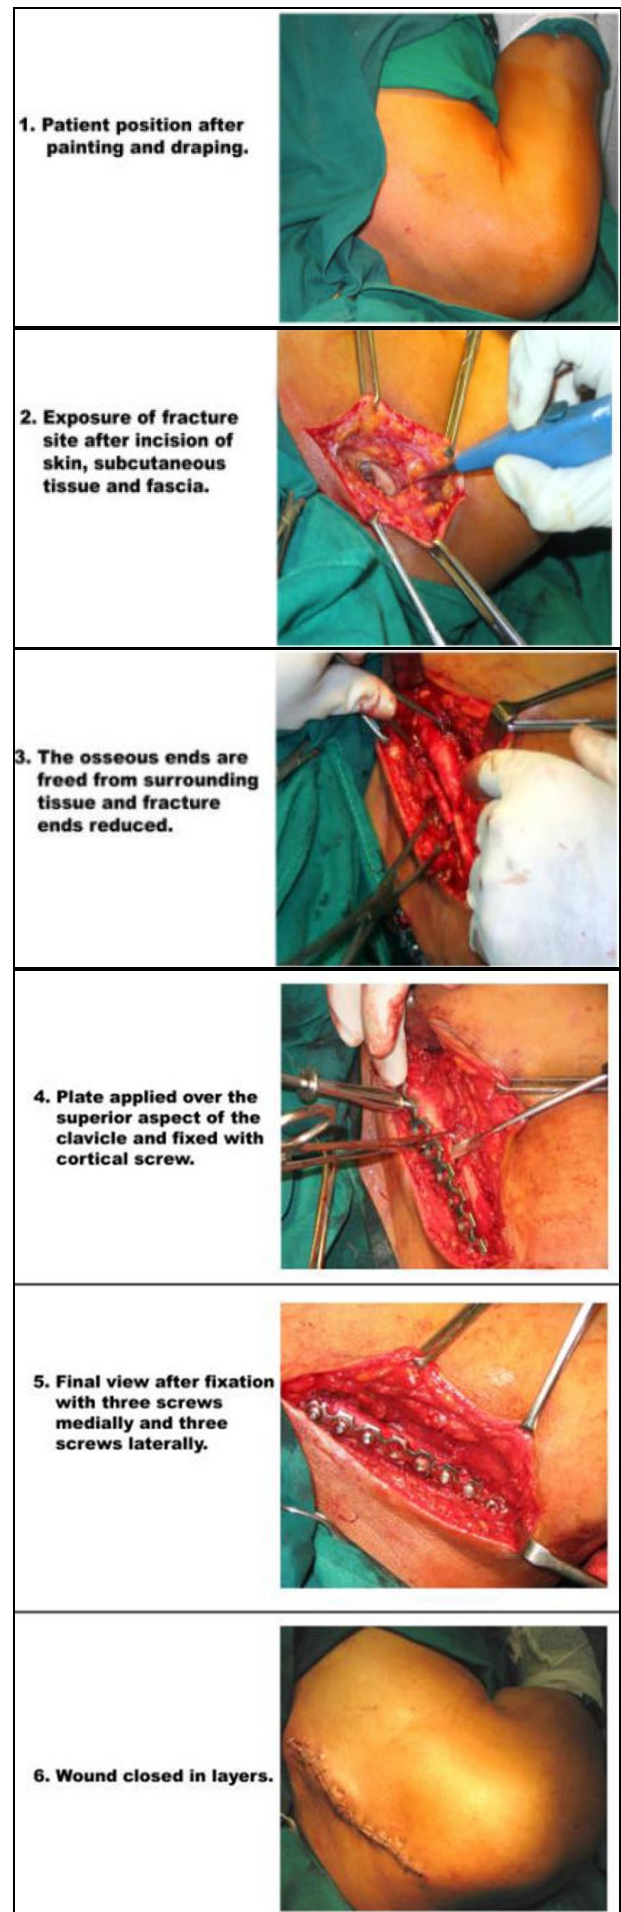 1. Patient position after
painting and draping.
2. Exposure of fracture
site after incision of
skin, subcutaneous
tissue and fascia.
3. The osseous ends are
freed from surrounding
tissue and fracture
ends reduced.
4. Plate applied over the
superior aspect of the
clavicle and fixed with
cortical screw.
5. Final view after fixation
with three screws
medially and three
screws laterally.
6. Wound closed in layers.